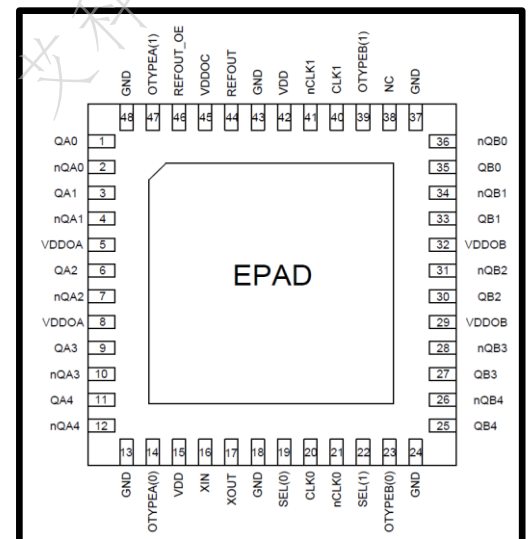 艾科
GND
OTYPEA(1)
REFOUT_OE
VDDOC
REFOUT
GND
VDD
nCLK1
CLK1
OTYPEB(1)
NC
GND
48 47 46 45 44 43 42 41 40 39 38 37
QA0 1
nQA0 2
QA1 3
nQA1 4
VDDOA 5
QA2 6
nQA2 7
VDDOA 8
QA3 9
nQA3 10
QA4 11
nQA4 12
EPAD
36 nQB0
35 QB0
34 nQB1
33 QB1
32 VDDOB
31 nQB2
30 QB2
29 VDDOB
28 nQB3
27 QB3
26 nQB4
25 QB4
13 14 15 16 17 18 19 20 21 22 23 24
GND
OTYPEA(0)
VDD
XIN
XOUT
GND
SEL(0)
CLK0
nCLK0
SEL(1)
OTYPEB(0)
GND